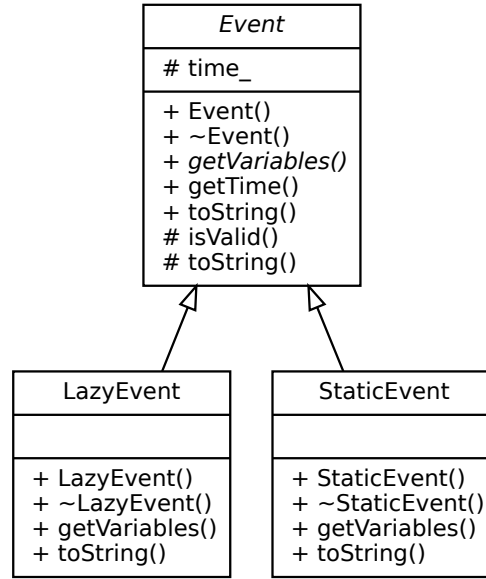 Event
# time_
+ Event()
+ ~Event()
+ getVariables()
+ getTime()
+ toString()
# isValid()
# toString()
LazyEvent
+ LazyEvent()
+ ~LazyEvent()
+ getVariables()
+ toString()
StaticEvent
+ StaticEvent()
+ ~StaticEvent()
+ getVariables()
+ toString()